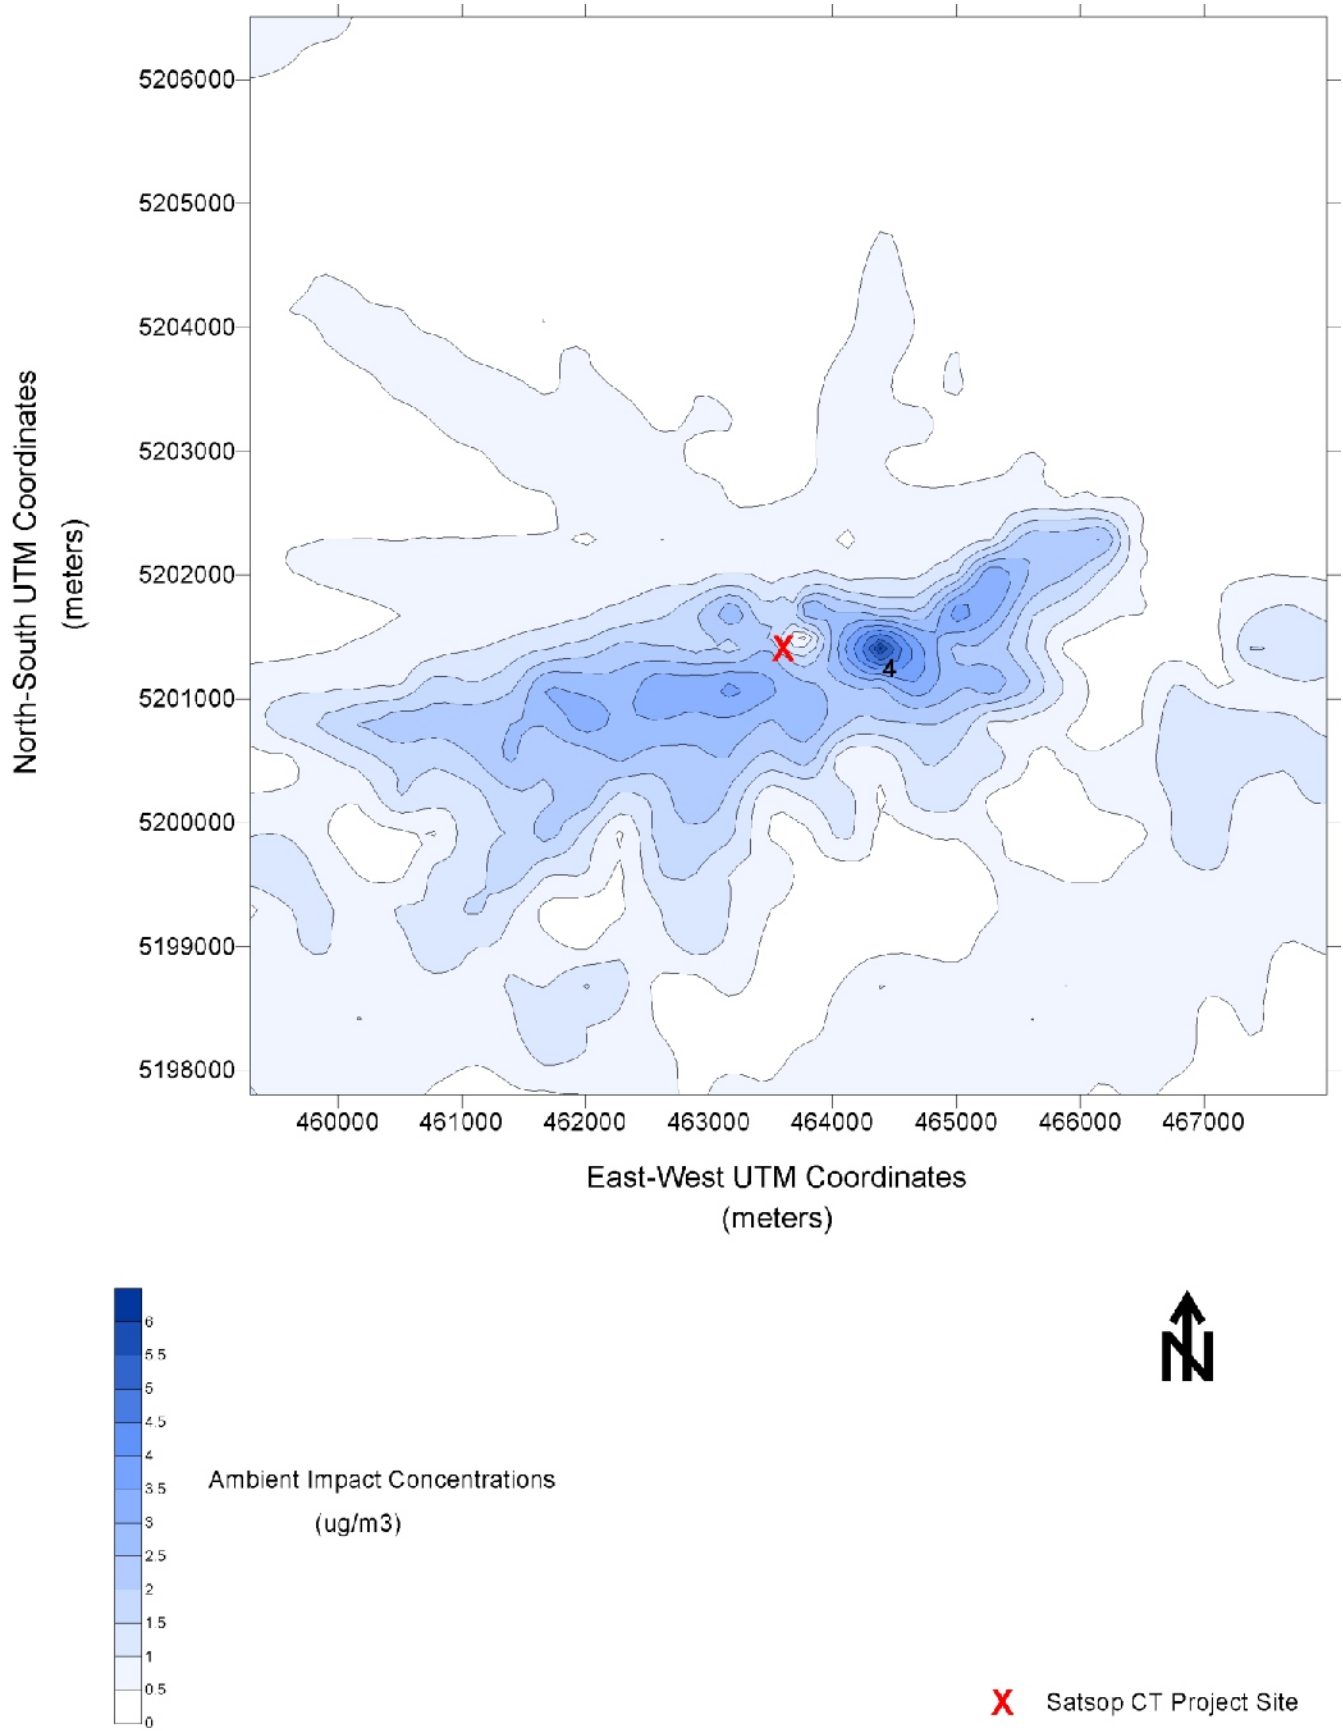 5206000
5205000
5204000
5203000
5202000
5201000
5200000
5199000
5198000
North-South UTM Coordinates
(meters)
4
X
460000 461000 462000 463000 464000 465000 466000 467000
East-West UTM Coordinates
(meters)
6
5.5
5
4.5
4
3.5
3
2.5
2
1.5
1
0.5
0
Ambient Impact Concentrations
(ug/m3)
N
X Satsop CT Project Site